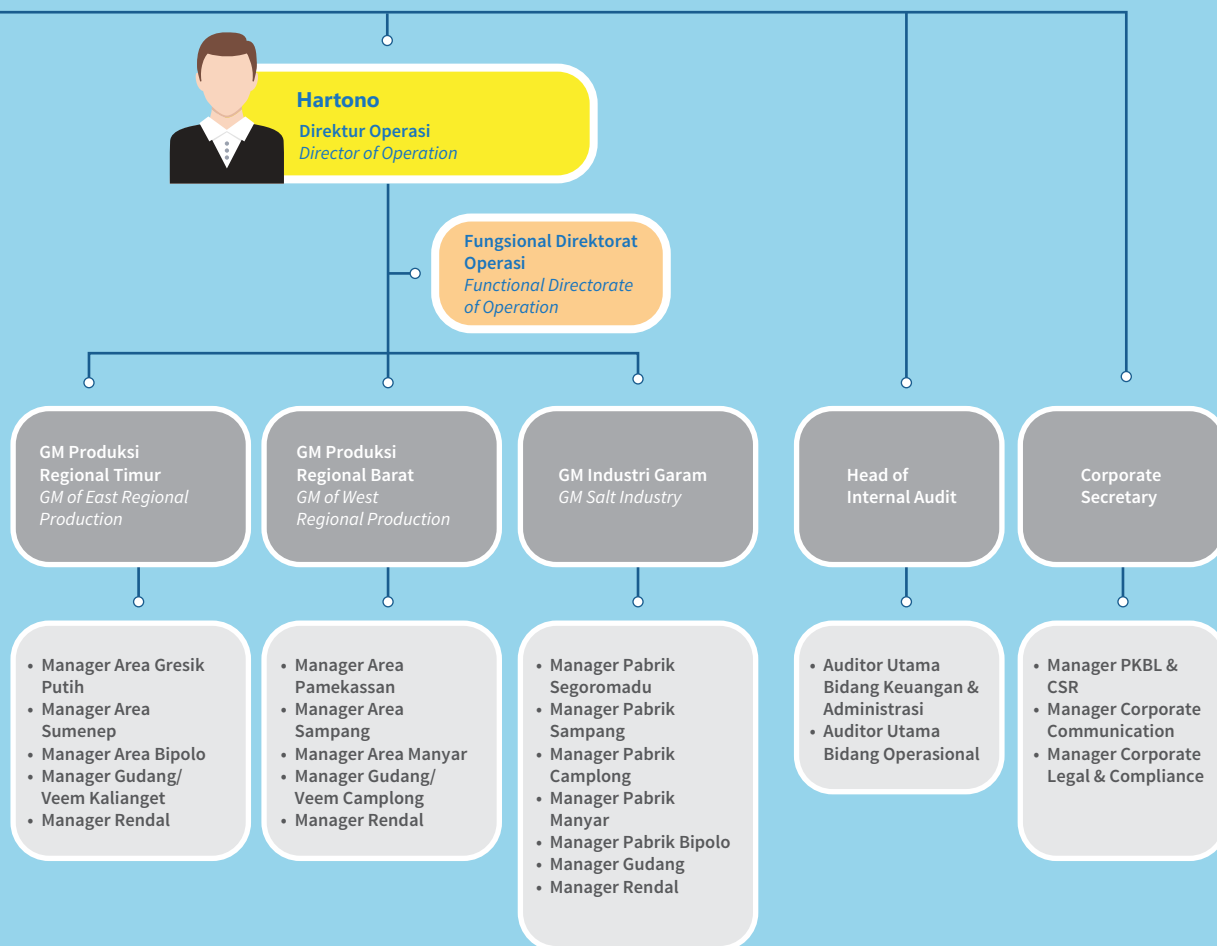 Hartono
Direktur Operasi
Director of Operation
Fungsional Direktorat
Operasi
Functional Directorate
of Operation
GM Produksi
Regional Timur
GM of East Regional
Production
GM Produksi
Regional Barat
GM of West
Regional Production
GM Industri Garam
GM Salt Industry
Head of
Internal Audit
Corporate
Secretary
• Manager Area Gresik
Putih
• Manager Area
Sumenep
• Manager Area Bipolo
• Manager Gudang/
Veem Kalianget
• Manager Rendal
• Manager Area
Pamekassan
• Manager Area
Sampang
• Manager Area Manyar
• Manager Gudang/
Veem Camplong
• Manager Rendal
• Manager Pabrik
Segoromadu
• Manager Pabrik
Sampang
• Manager Pabrik
Camplong
• Manager Pabrik
Manyar
• Manager Pabrik Bipolo
• Manager Gudang
• Manager Rendal
• Auditor Utama
Bidang Keuangan &
Administrasi
• Auditor Utama
Bidang Operasional
• Manager PKBL &
CSR
• Manager Corporate
Communication
• Manager Corporate
Legal & Compliance